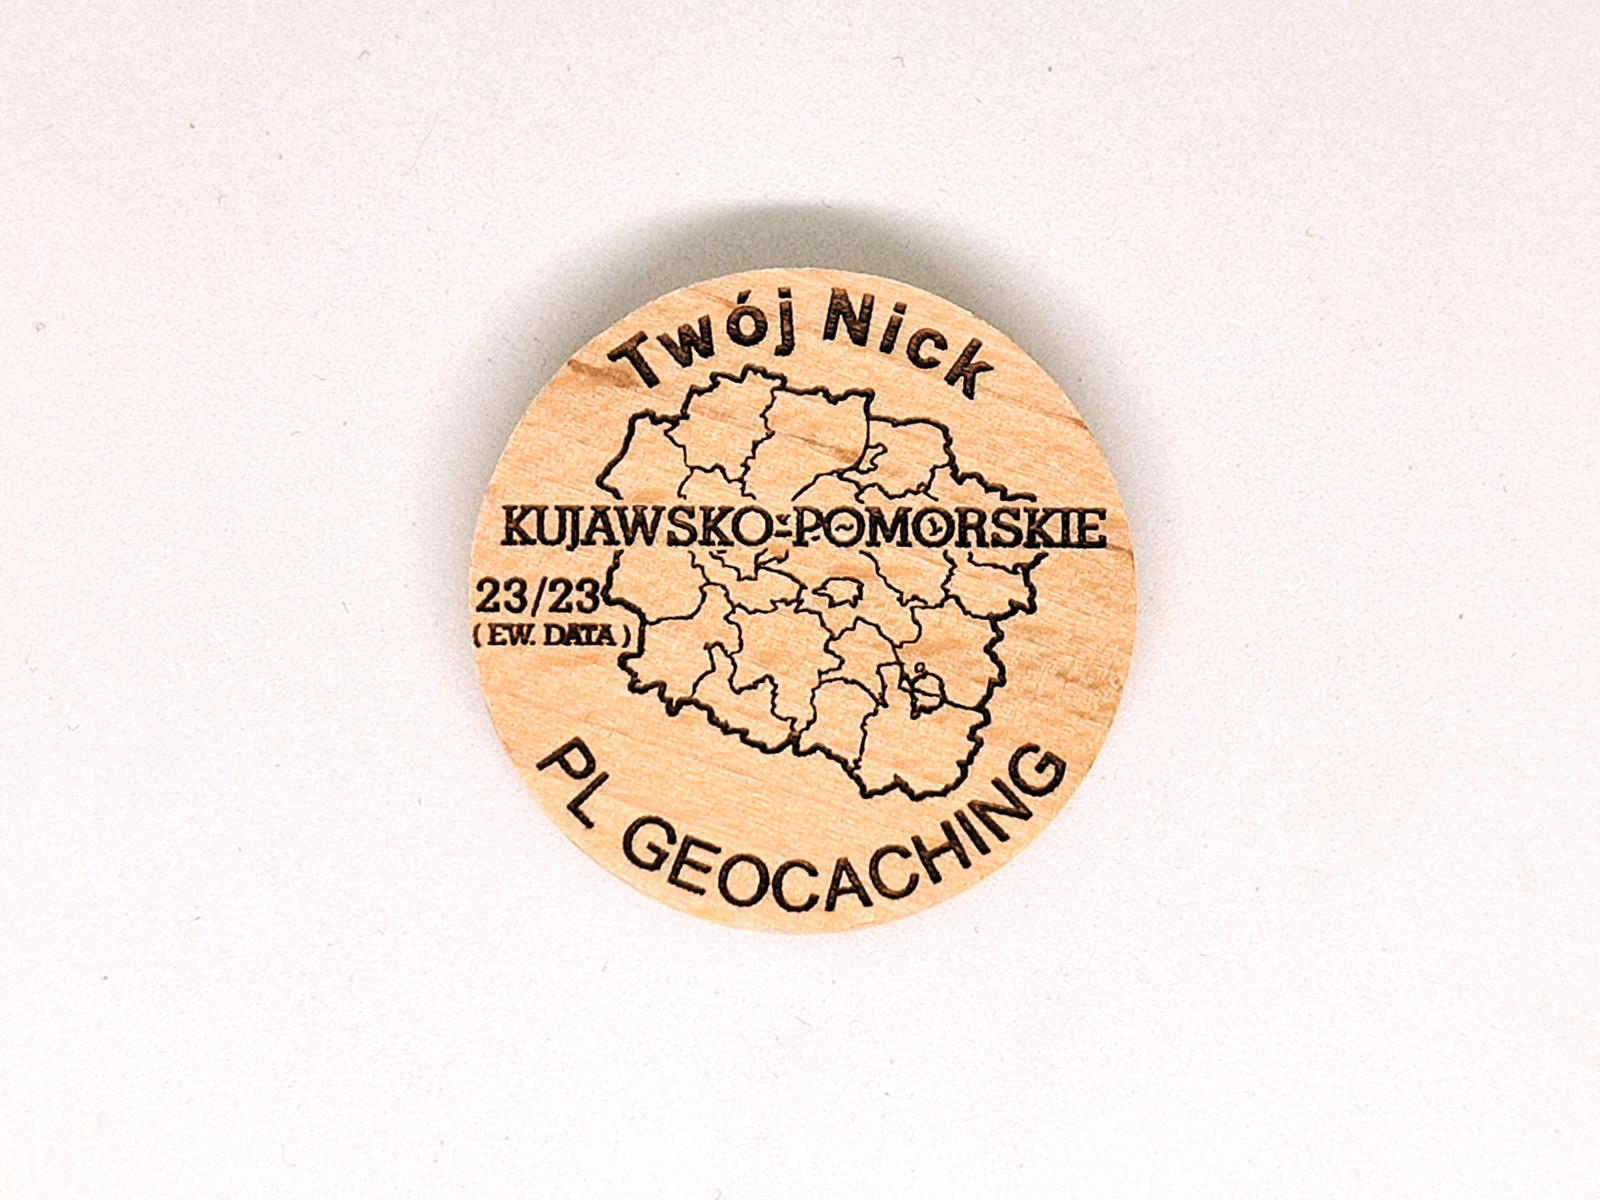 Twój Nick
KUJAWSKO-POMORSKIE
23/23
( EW. DATA )
PL GEOCACHING